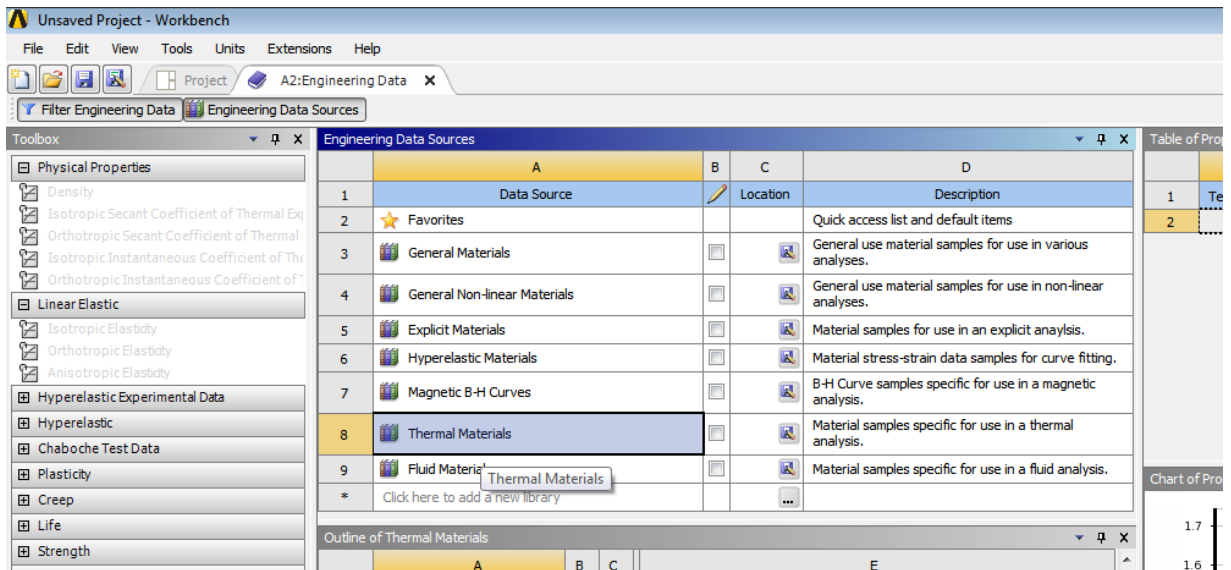 Unsaved Project - Workbench
File Edit View Tools Units Extensions Help
Project A2:Engineering Data X
Filter Engineering Data Engineering Data Sources
Toolbox
Physical Properties
Density
Isotropic Secant Coefficient of Thermal Exp
Orthotropic Secant Coefficient of Thermal
Isotropic Instantaneous Coefficient of The
Orthotropic Instantaneous Coefficient of T
Linear Elastic
Isotropic Elasticity
Orthotropic Elasticity
Anisotropic Elasticity
Hyperelastic Experimental Data
Hyperelastic
Chaboche Test Data
Plasticity
Creep
Life
Strength
Engineering Data Sources
A B C D
1 Data Source Location Description
2 Favorites Quick access list and default items
3 General Materials General use material samples for use in various
analyses.
4 General Non-linear Materials General use material samples for use in non-linear
analyses.
5 Explicit Materials Material samples for use in an explicit anaylsis.
6 Hyperelastic Materials Material stress-strain data samples for curve fitting.
7 Magnetic B-H Curves B-H Curve samples specific for use in a magnetic
analysis.
8 Thermal Materials Material samples specific for use in a thermal
analysis.
9 Fluid Material Material samples specific for use in a fluid analysis.
Thermal Materials
* Click here to add a new library ...
Outline of Thermal Materials
A B C E
Table of Prop
1 Te
2
Chart of Pro
1.7
1.6